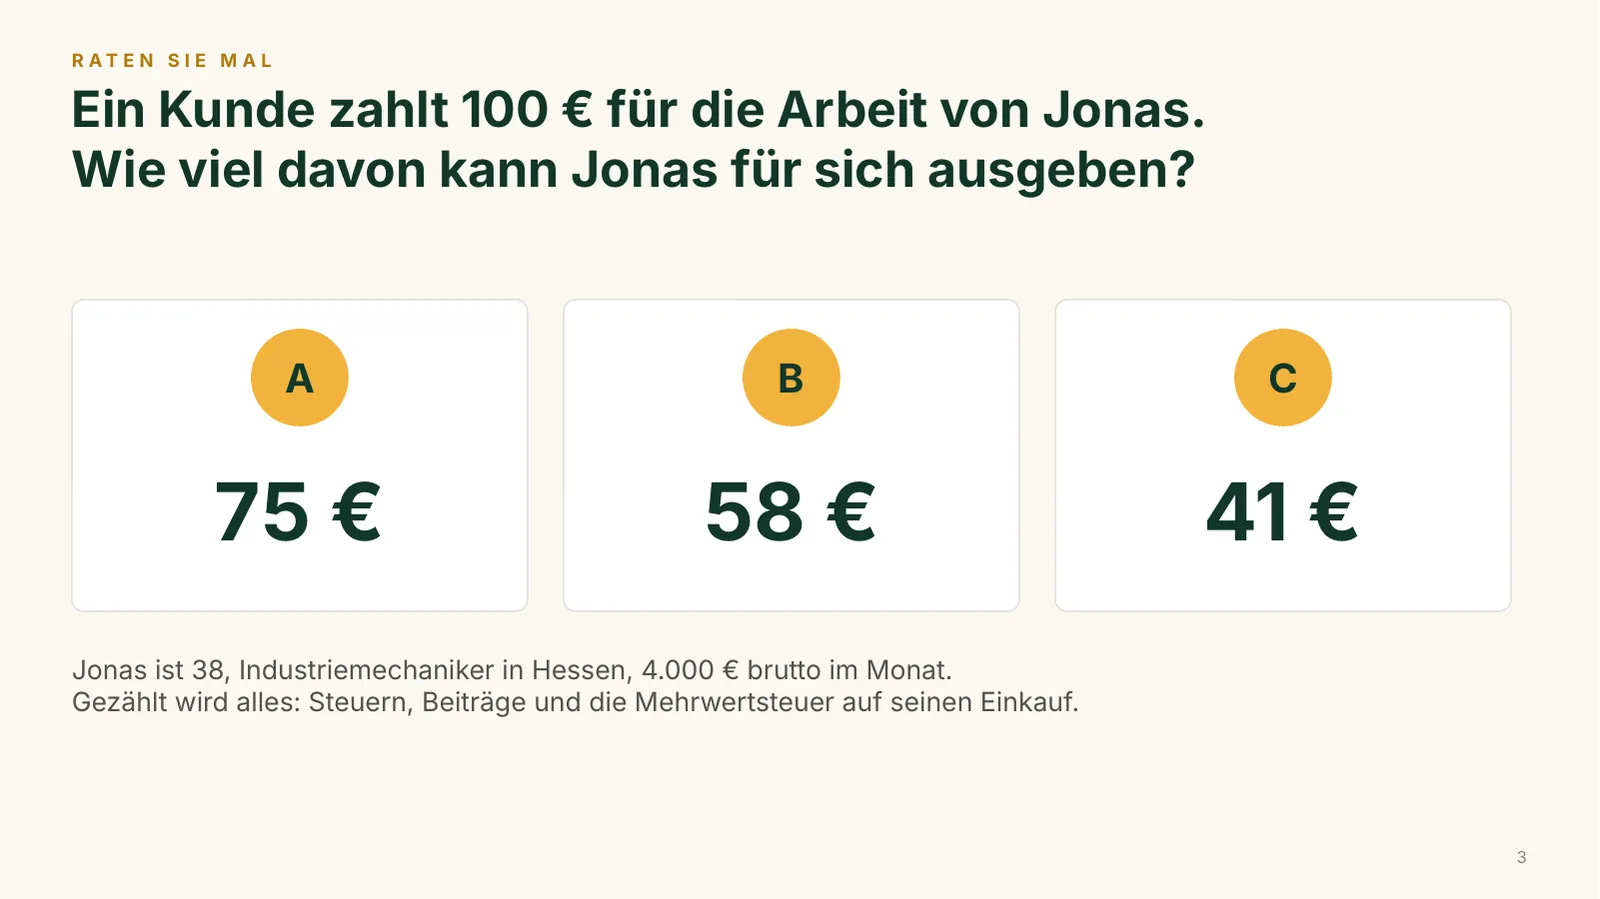 RATEN SIE MAL
Ein Kunde zahlt 100 € für die Arbeit von Jonas.
Wie viel davon kann Jonas für sich ausgeben?
A
75 €
B
58 €
C
41 €
Jonas ist 38, Industriemechaniker in Hessen, 4.000 € brutto im Monat.
Gezählt wird alles: Steuern, Beiträge und die Mehrwertsteuer auf seinen Einkauf.
3